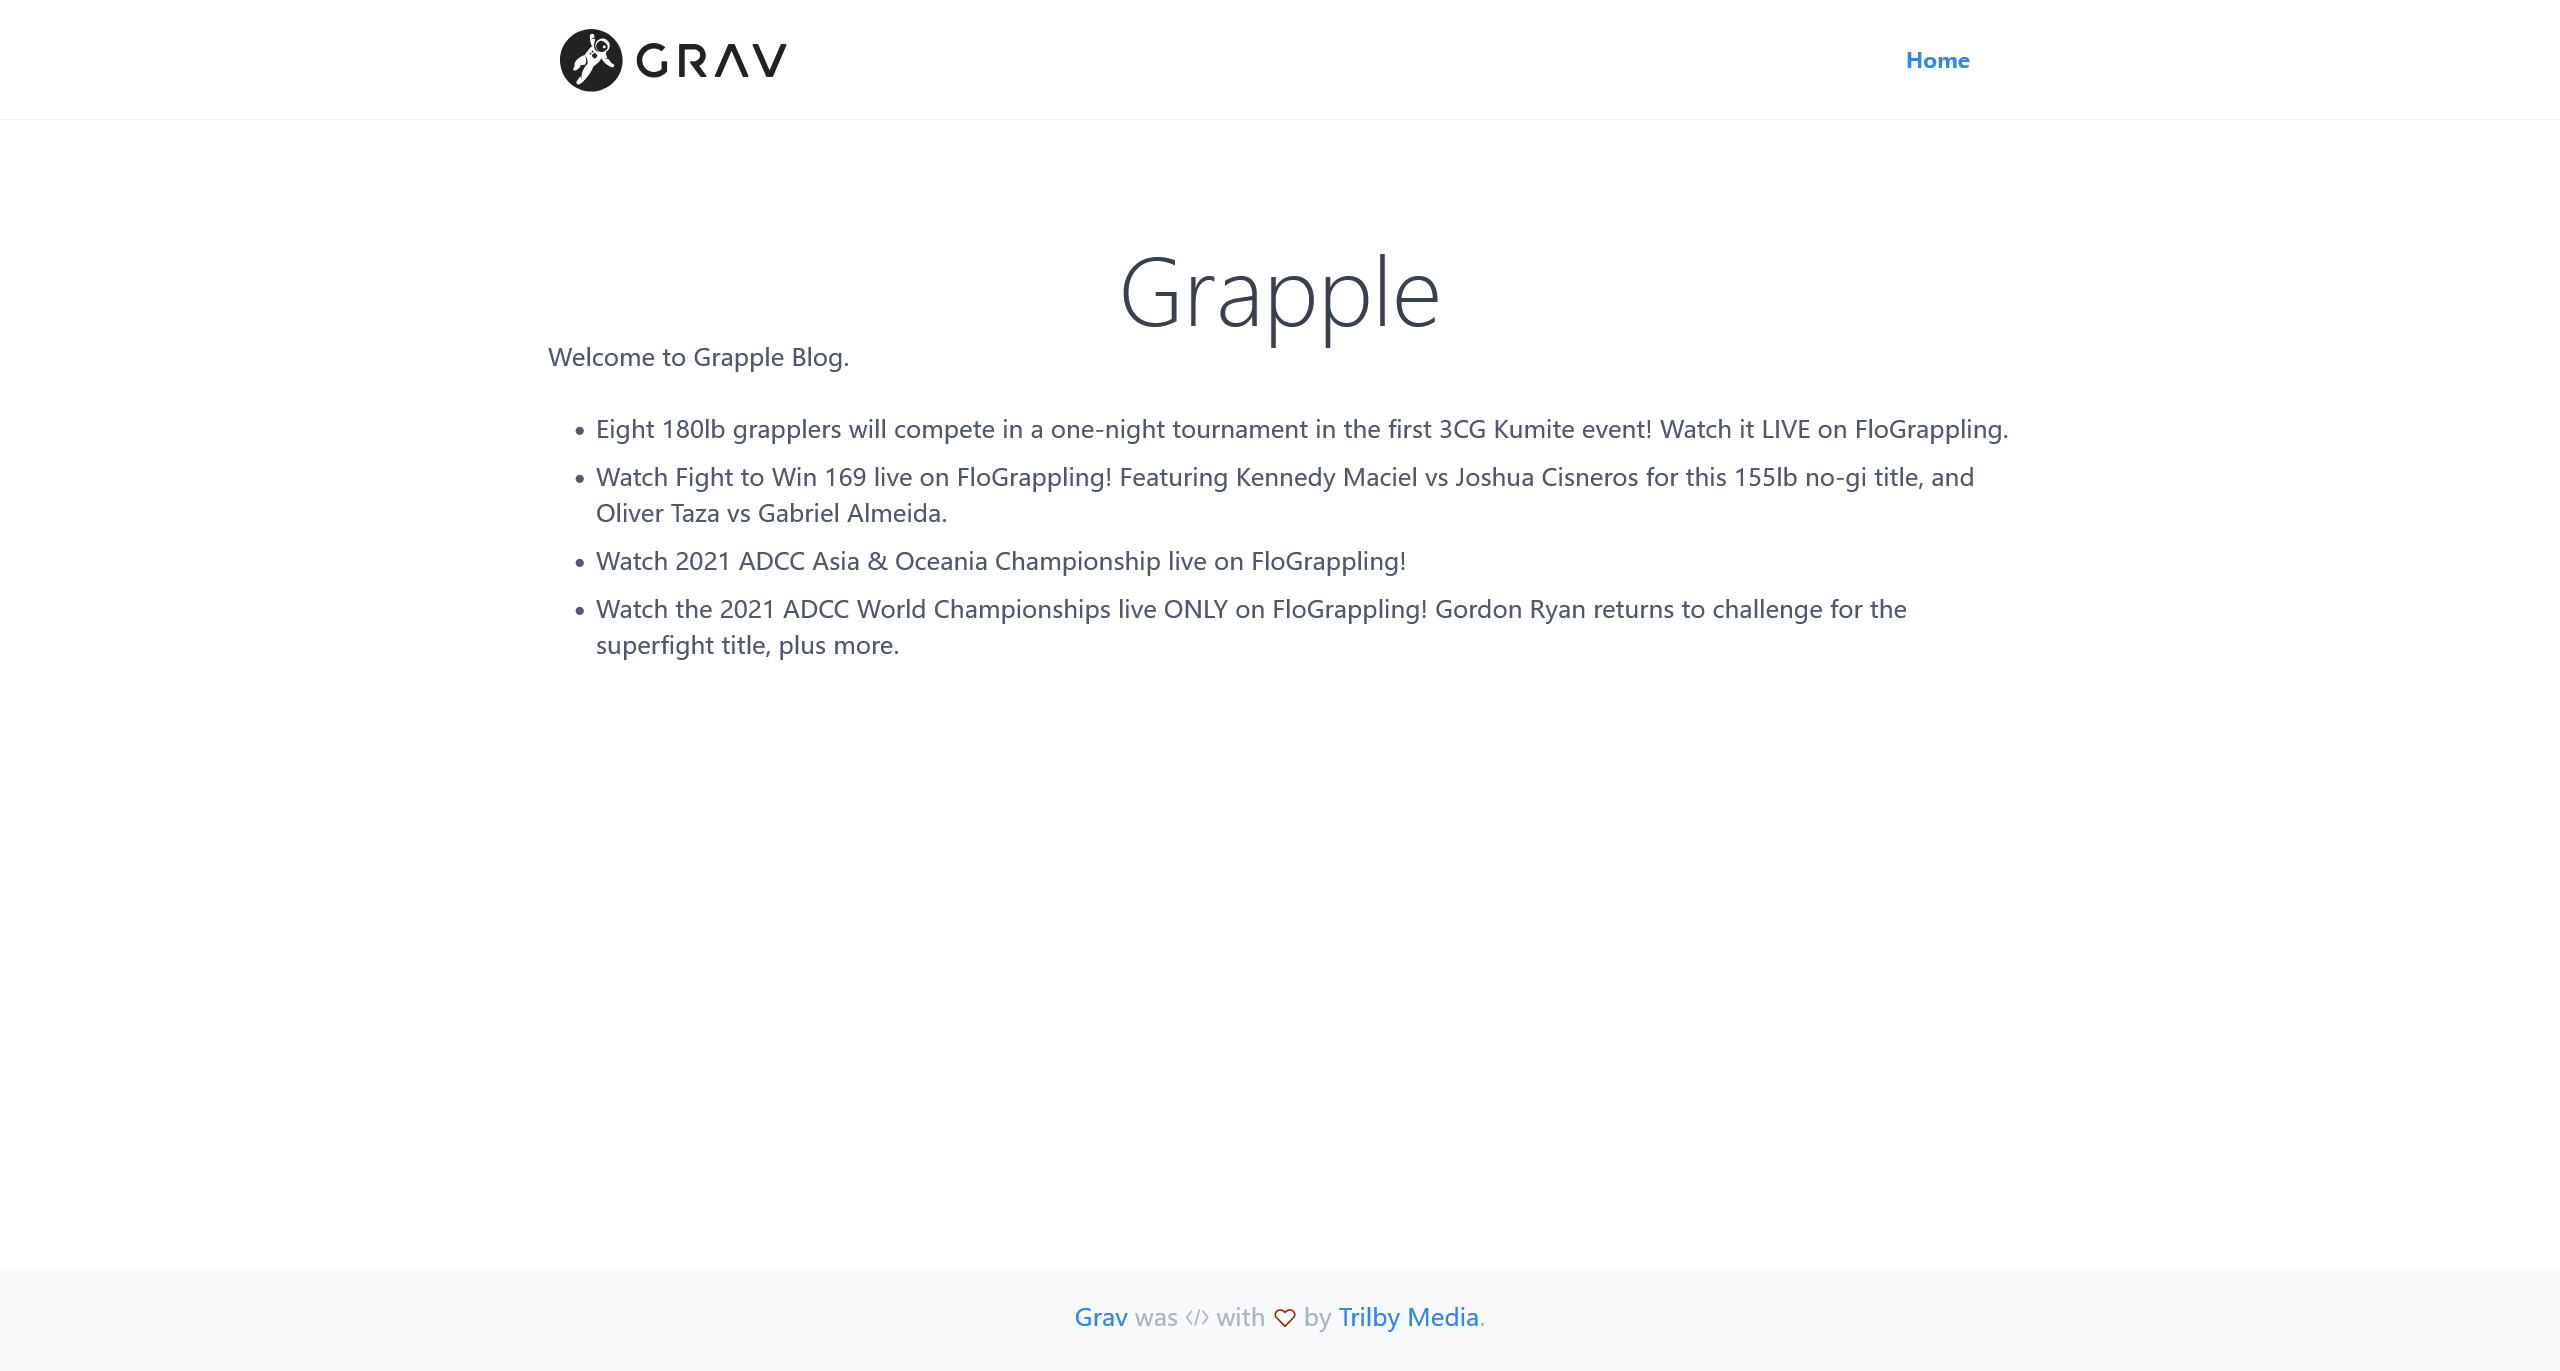 GRAV
Home
Grapple
Welcome to Grapple Blog.
• Eight 180lb grapplers will compete in a one-night tournament in the first 3CG Kumite event! Watch it LIVE on FloGrappling.
• Watch Fight to Win 169 live on FloGrappling! Featuring Kennedy Maciel vs Joshua Cisneros for this 155lb no-gi title, and
Oliver Taza vs Gabriel Almeida.
• Watch 2021 ADCC Asia & Oceania Championship live on FloGrappling!
• Watch the 2021 ADCC World Championships live ONLY on FloGrappling! Gordon Ryan returns to challenge for the
superfight title, plus more.
Grav was </> with ♡ by Trilby Media.